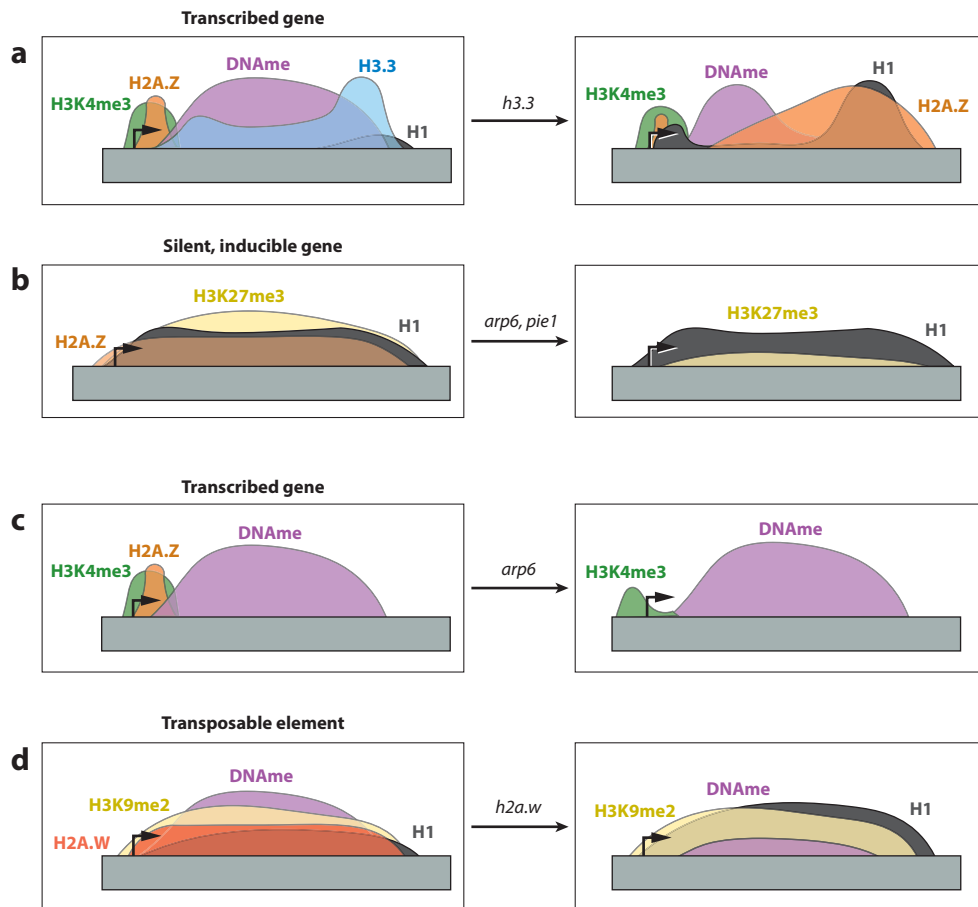 Transcribed gene
a
H3K4me3
H2A.Z
DNAme
H3.3
H1
h3.3
H3K4me3
DNAme
H1
H2A.Z
Silent, inducible gene
b
H2A.Z
H3K27me3
H1
arp6, pie1
H3K27me3
H1
Transcribed gene
c
H3K4me3
H2A.Z
DNAme
arp6
H3K4me3
DNAme
Transposable element
d
H2A.W
H3K9me2
DNAme
H1
h2a.w
H3K9me2
DNAme
H1